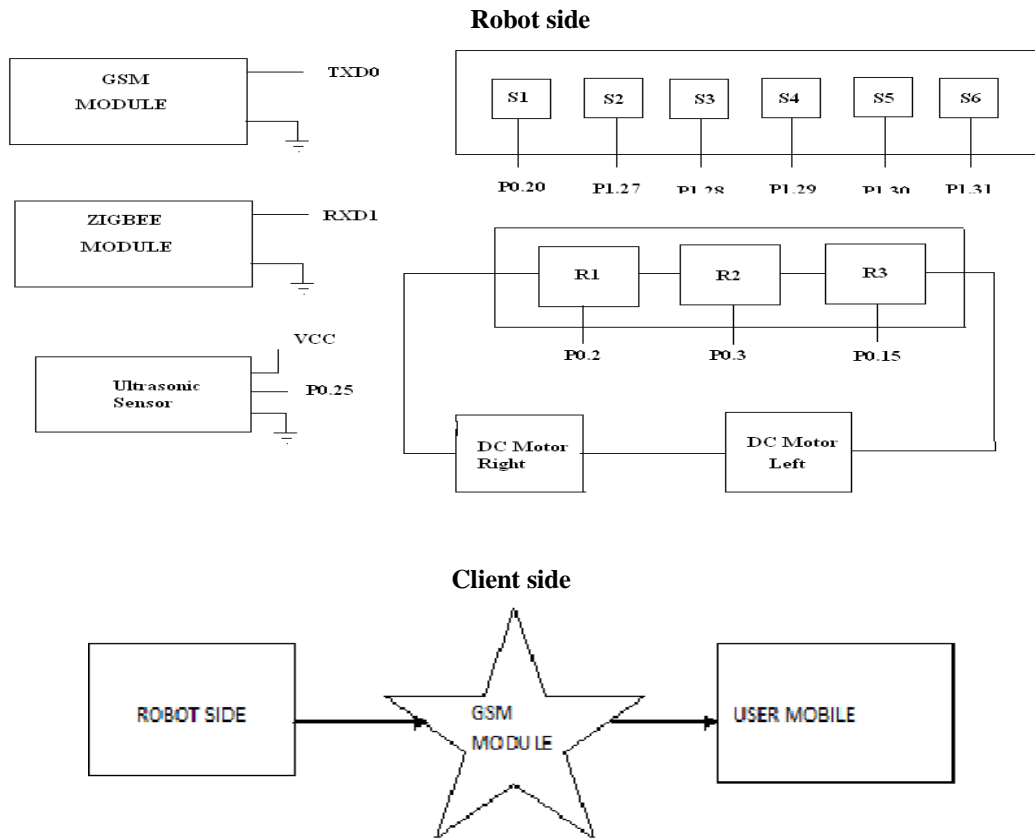 Robot side
GSM
MODULE
TXD0
S1 S2 S3 S4 S5 S6
P0.20 P1.27 P1.28 P1.29 P1.30 P1.31
ZIGBEE
MODULE
RXD1
R1 R2 R3
P0.2 P0.3 P0.15
VCC
Ultrasonic
Sensor
P0.25
DC Motor
Right
DC Motor
Left
Client side
ROBOT SIDE
GSM
MODULE
USER MOBILE